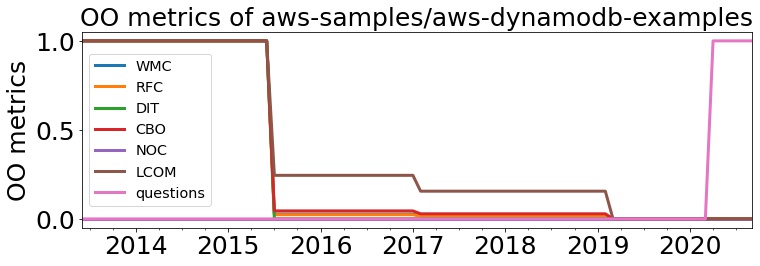 OO metrics of aws-samples/aws-dynamodb-examples
OO metrics
1.0
0.5
0.0
WMC
RFC
DIT
CBO
NOC
LCOM
questions
2014 2015 2016 2017 2018 2019 2020